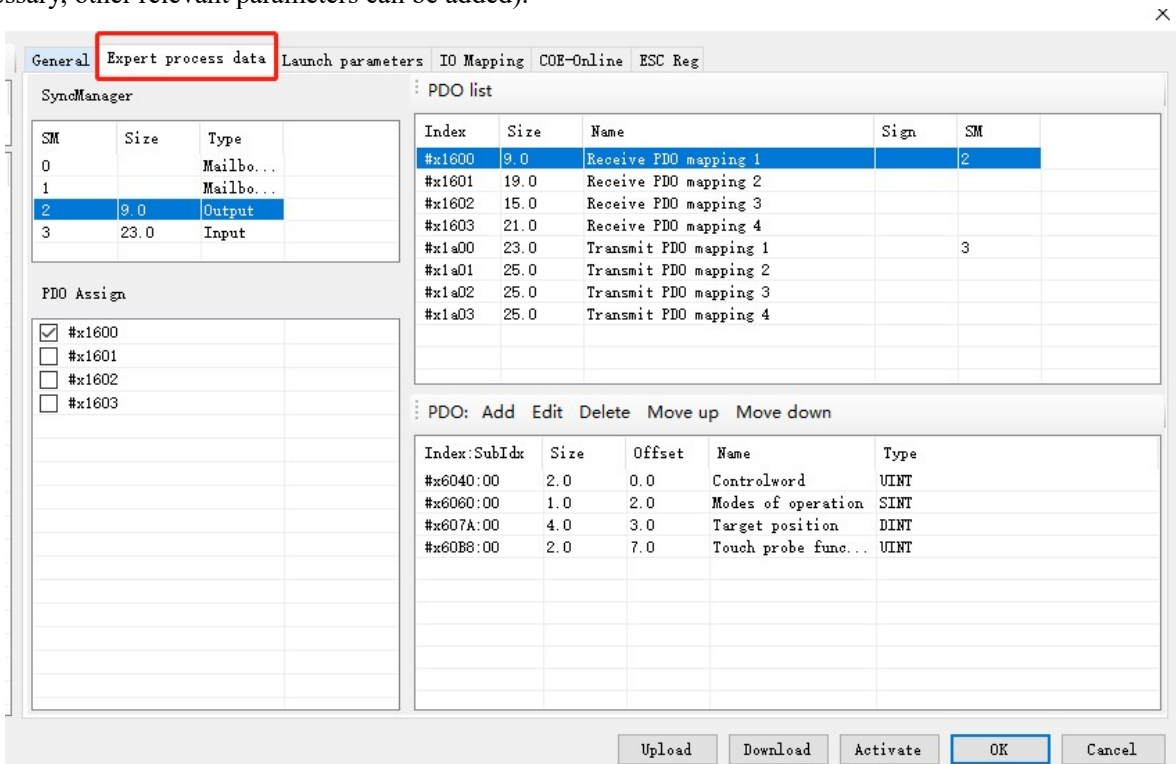 essary, other relevant parameters can be added).
×
General Expert process data Launch parameters IO Mapping COE-Online ESC Reg
SyncManager
SM Size Type
0 Mailbo...
1 Mailbo...
2 9.0 Output
3 23.0 Input
PDO Assign
#x1600
#x1601
#x1602
#x1603
PDO list
Index Size Name Sign SM
#x1600 9.0 Receive PDO mapping 1 2
#x1601 19.0 Receive PDO mapping 2
#x1602 15.0 Receive PDO mapping 3
#x1603 21.0 Receive PDO mapping 4
#x1a00 23.0 Transmit PDO mapping 1 3
#x1a01 25.0 Transmit PDO mapping 2
#x1a02 25.0 Transmit PDO mapping 3
#x1a03 25.0 Transmit PDO mapping 4
PDO: Add Edit Delete Move up Move down
Index:SubIdx Size Offset Name Type
#x6040:00 2.0 0.0 Controlword UINT
#x6060:00 1.0 2.0 Modes of operation SINT
#x607A:00 4.0 3.0 Target position DINT
#x60B8:00 2.0 7.0 Touch probe func... UINT
Upload Download Activate OK Cancel